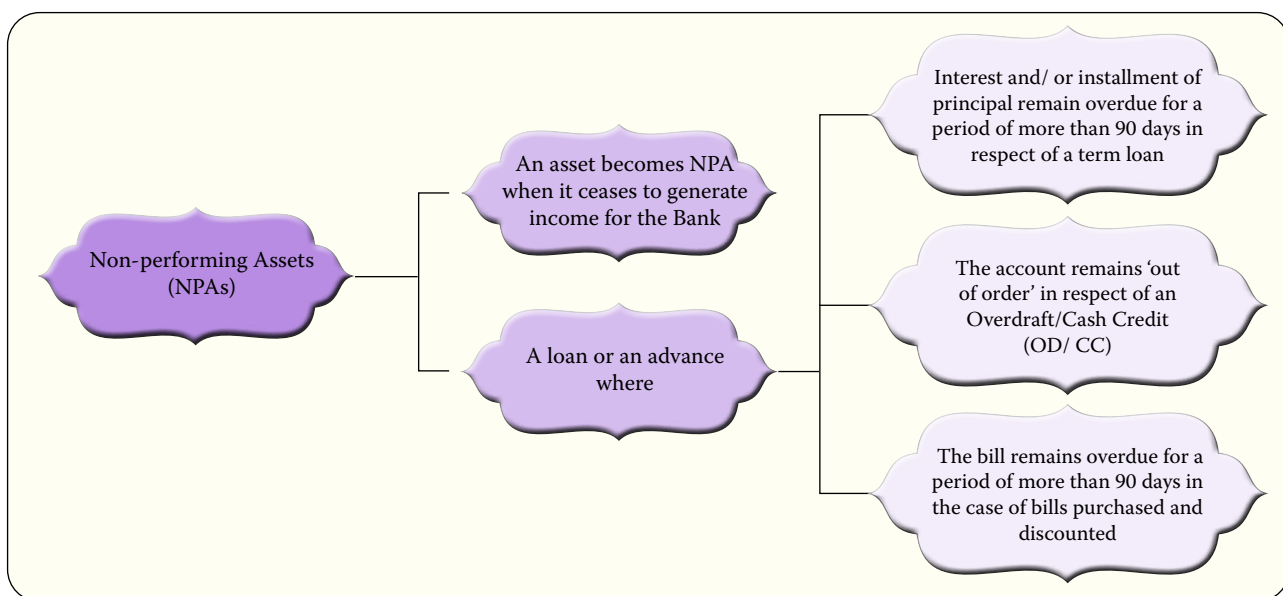 Non-performing Assets
(NPAs)
An asset becomes NPA
when it ceases to generate
income for the Bank
A loan or an advance
where
Interest and/ or installment of
principal remain overdue for a
period of more than 90 days in
respect of a term loan
The account remains ‘out
of order’ in respect of an
Overdraft/Cash Credit
(OD/ CC)
The bill remains overdue for a
period of more than 90 days in
the case of bills purchased and
discounted